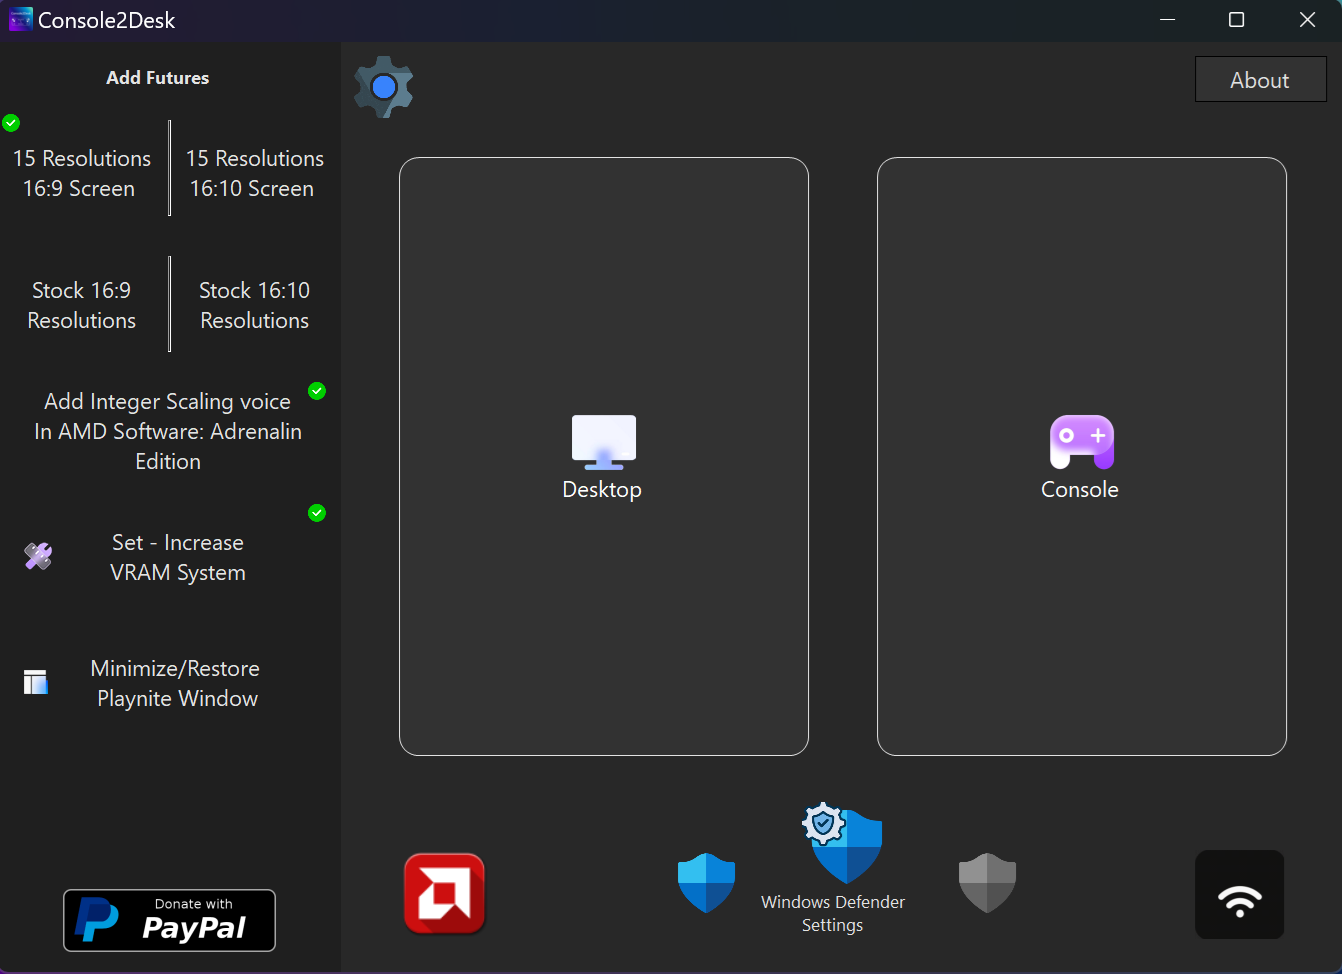 Console2Desk
Add Futures
About
15 Resolutions
16:9 Screen
15 Resolutions
16:10 Screen
Stock 16:9
Resolutions
Stock 16:10
Resolutions
Add Integer Scaling voice
In AMD Software: Adrenalin
Edition
Set - Increase
VRAM System
Minimize/Restore
Playnite Window
Desktop
Console
Donate with
PayPal
Windows Defender
Settings